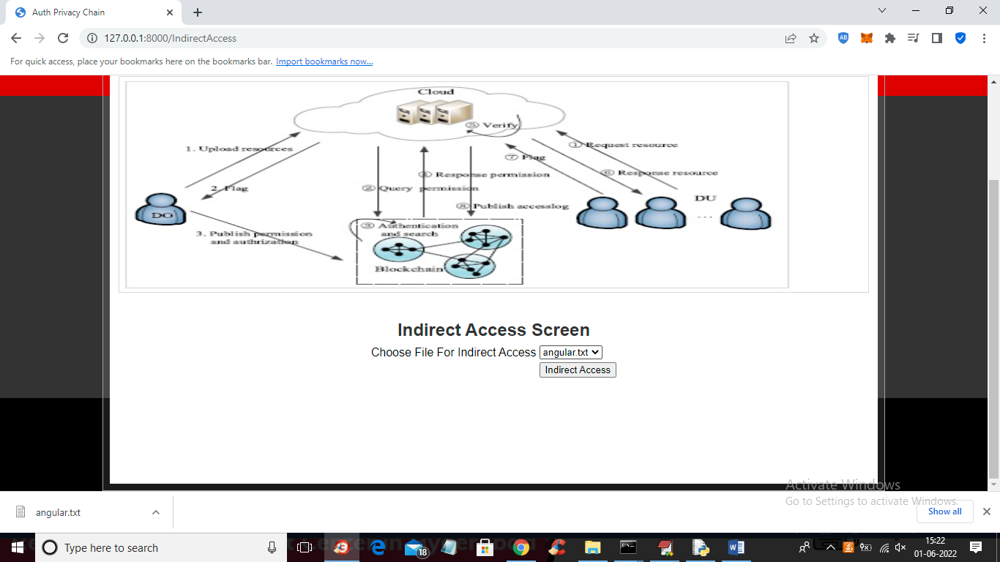 Auth Privacy Chain
127.0.0.1:8000/IndirectAccess
AB
For quick access, place your bookmarks here on the bookmarks bar. Import bookmarks now...
Cloud
⑤ Verify
1. Upload resources
① Request resource
⑦ Flag
④ Response permission
⑥ Response resource
2. Flag
② Query permission
DU
⑧ Publish accesslog
...
DO
③ Authentication
and search
3. Publish permission
and authrization
Blockchain
Indirect Access Screen
Choose File For Indirect Access angular.txt
Indirect Access
Activate Windows
Go to Settings to activate Windows.
angular.txt
Show all
Type here to search
18
15:22
01-06-2022